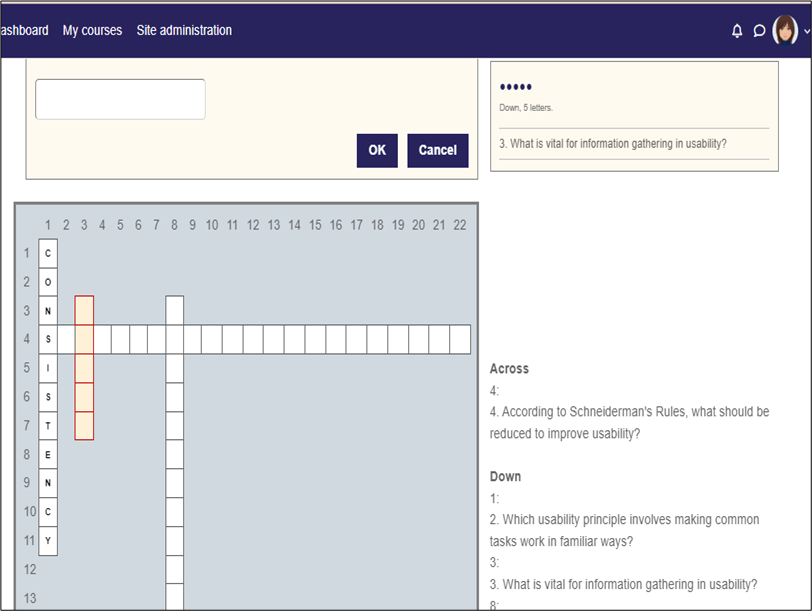 ashboard My courses Site administration
OK Cancel
•••••
Down, 5 letters.
3. What is vital for information gathering in usability?
1 2 3 4 5 6 7 8 9 10 11 12 13 14 15 16 17 18 19 20 21 22
1 C
2 O
3 N
4 S
5 I
6 S
7 T
8 E
9 N
10 C
11 Y
12
13
Across
4:
4. According to Schneiderman's Rules, what should be
reduced to improve usability?
Down
1:
2. Which usability principle involves making common
tasks work in familiar ways?
3:
3. What is vital for information gathering in usability?
8: